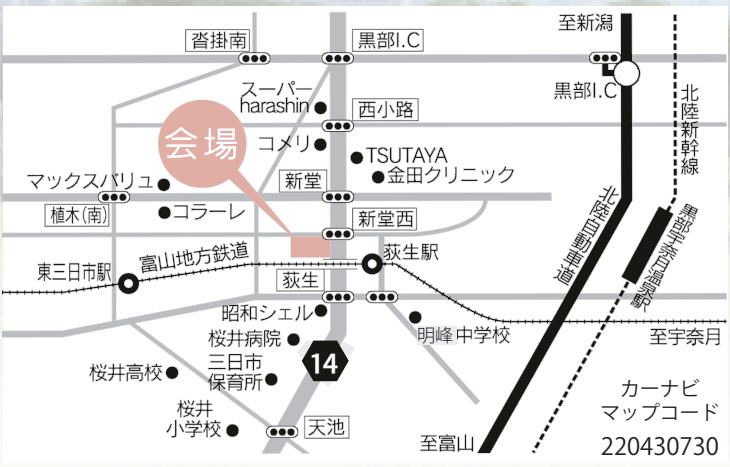 至新潟
沓掛南
黒部I.C
スーパー
harashin
黒部I.C
西小路
北陸新幹線
会場
コメリ
TSUTAYA
金田クリニック
マックスバリュ
新堂
植木(南)
コラーレ
新堂西
北陸自動車道
黒部宇奈月温泉駅
富山地方鉄道
荻生駅
東三日市駅
荻生
昭和シェル
明峰中学校
至宇奈月
桜井病院
14
桜井高校
三日市
保育所
カーナビ
マップコード
桜井
小学校
天池
至富山
220430730